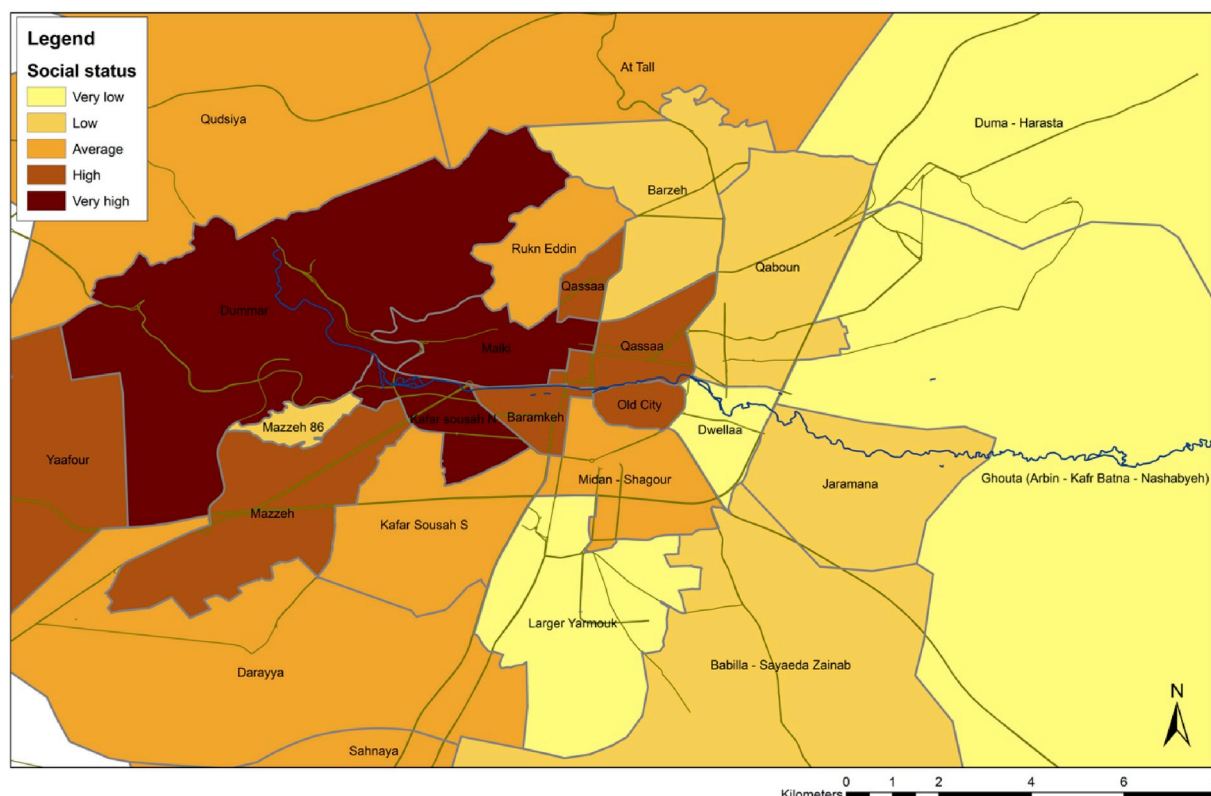 Legend
Social status
Very low
Low
Average
High
Very high
At Tall
Qudsiya
Duma - Harasta
Barzeh
Rukn Eddin
Qaboun
Qassaa
Dummar
Malki
Qassaa
Old City
Kafar sousah N
Baramkeh
Mazzeh 86
Dwellaa
Yaafour
Midan - Shagour
Jaramana
Ghouta (Arbin - Kafr Batna - Nashabyeh)
Mazzeh
Kafar Sousah S
Larger Yarmouk
Babilla - Sayaeda Zainab
Darayya
Sahnaya
N
0 1 2 4 6
Kilometers